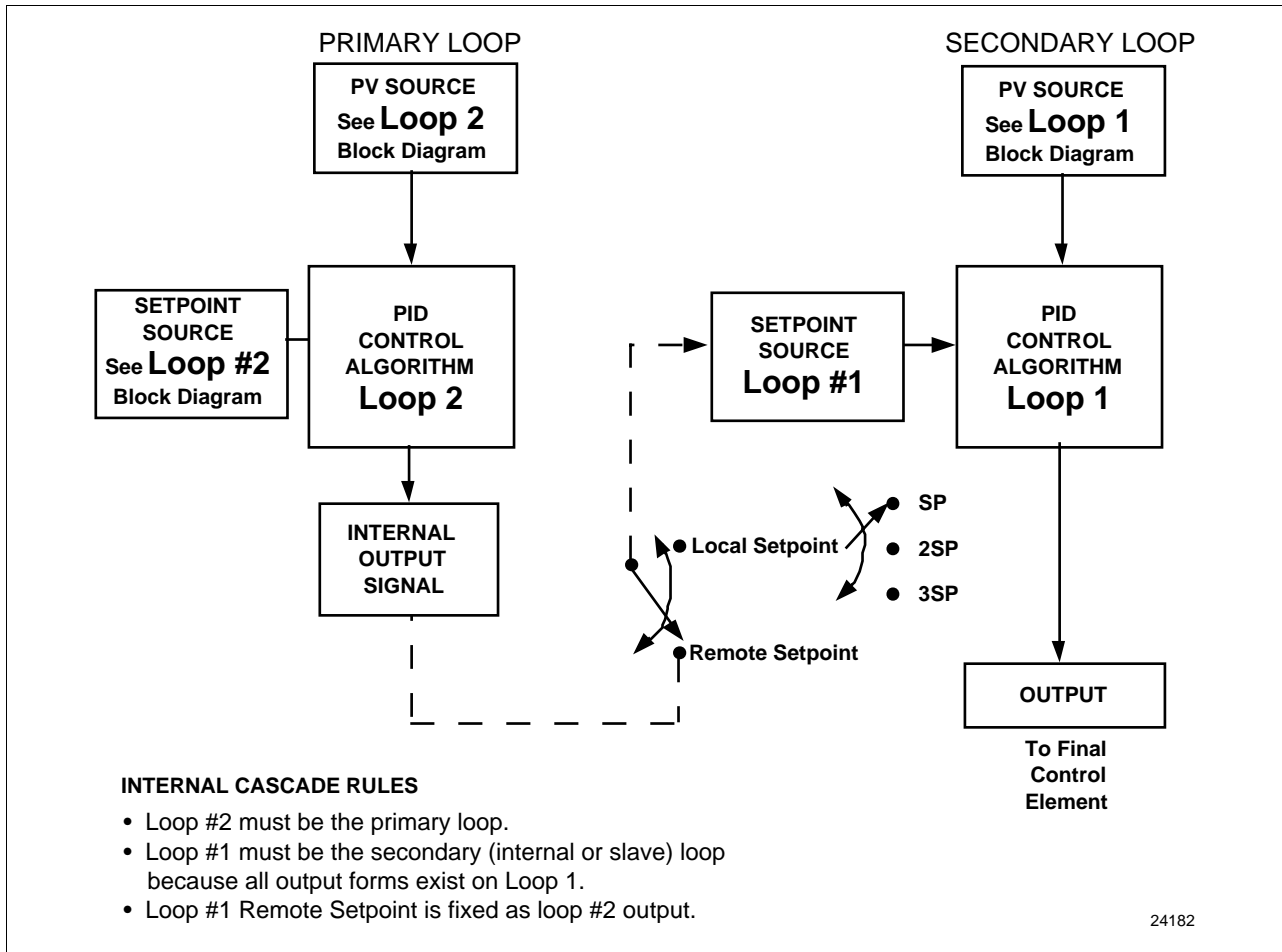 PRIMARY LOOP
SECONDARY LOOP
PV SOURCE
See Loop 2
Block Diagram
PV SOURCE
See Loop 1
Block Diagram
SETPOINT
SOURCE
See Loop #2
Block Diagram
PID
CONTROL
ALGORITHM
Loop 2
SETPOINT
SOURCE
Loop #1
PID
CONTROL
ALGORITHM
Loop 1
INTERNAL
OUTPUT
SIGNAL
Local Setpoint
SP
2SP
3SP
Remote Setpoint
OUTPUT
To Final
Control
Element
INTERNAL CASCADE RULES
• Loop #2 must be the primary loop.
• Loop #1 must be the secondary (internal or slave) loop
because all output forms exist on Loop 1.
• Loop #1 Remote Setpoint is fixed as loop #2 output.
24182